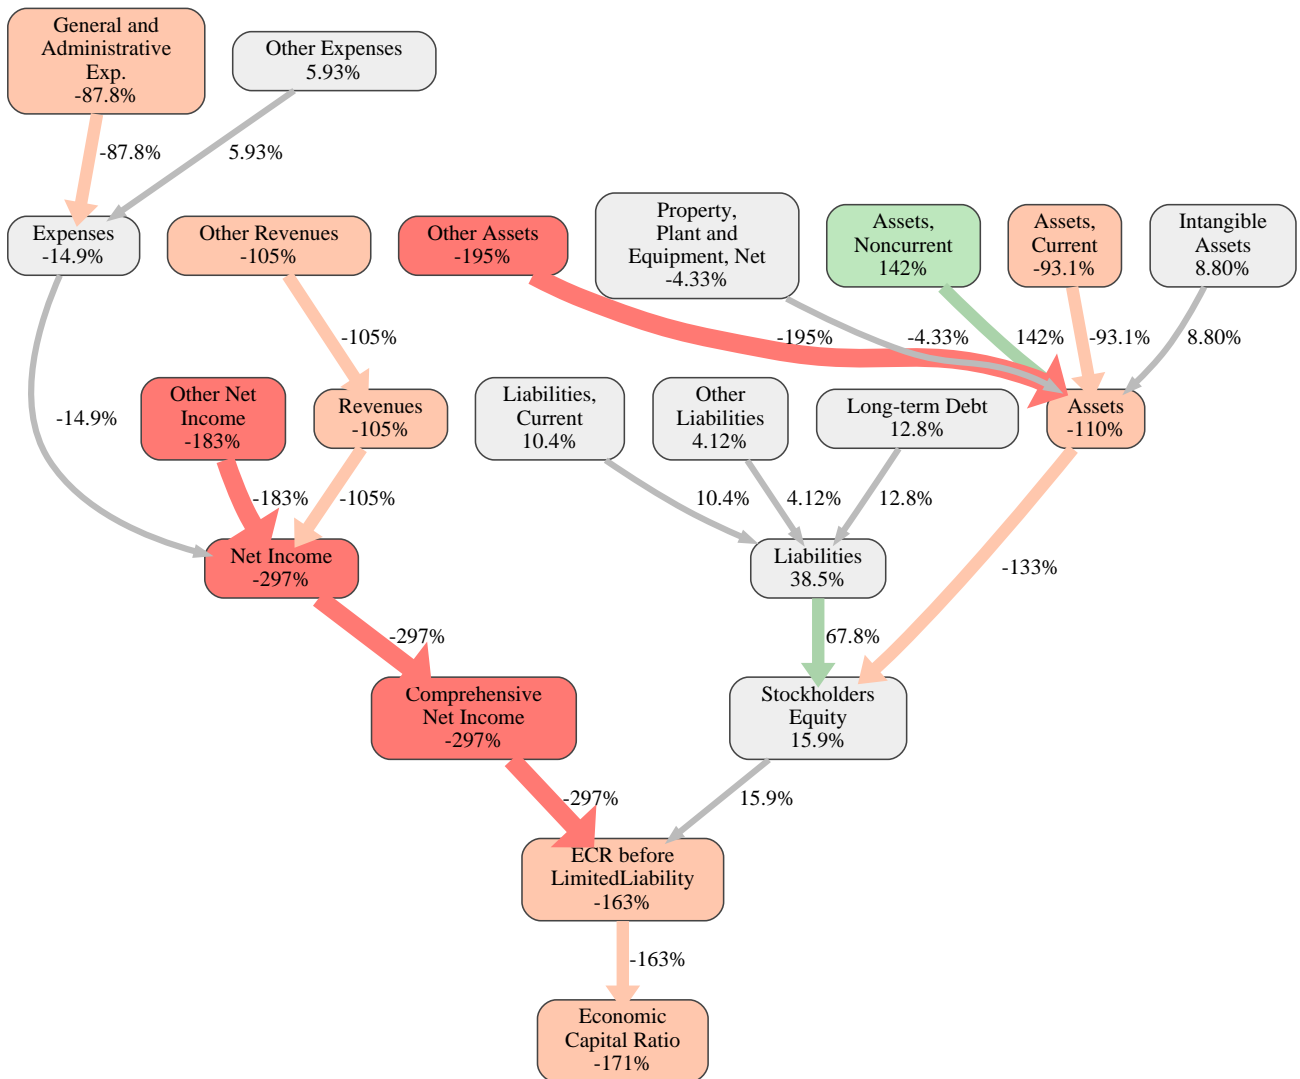 General and
Administrative
Exp.
-87.8%
Other Expenses
5.93%
-87.8%
5.93%
Expenses
-14.9%
Other Revenues
-105%
Other Assets
-195%
Property,
Plant and
Equipment, Net
-4.33%
Assets,
Noncurrent
142%
Assets,
Current
-93.1%
Intangible
Assets
8.80%
-105%
-195%
-4.33%
142%
-93.1%
8.80%
-14.9%
Other Net
Income
-183%
Revenues
-105%
Liabilities,
Current
10.4%
Other
Liabilities
4.12%
Long-term Debt
12.8%
Assets
-110%
-183%
-105%
10.4%
4.12%
12.8%
Net Income
-297%
Liabilities
38.5%
-133%
-297%
67.8%
Comprehensive
Net Income
-297%
Stockholders
Equity
15.9%
-297%
15.9%
ECR before
LimitedLiability
-163%
-163%
Economic
Capital Ratio
-171%